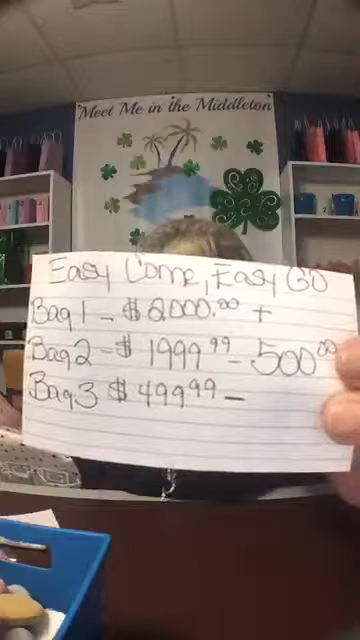 Meet Me in the Middleton
Easy Come, Easy Go
Bag 1 - $2000.00 +
Bag 2 - $ 1999.99 - 500.00
Bag 3 $ 499.99 -